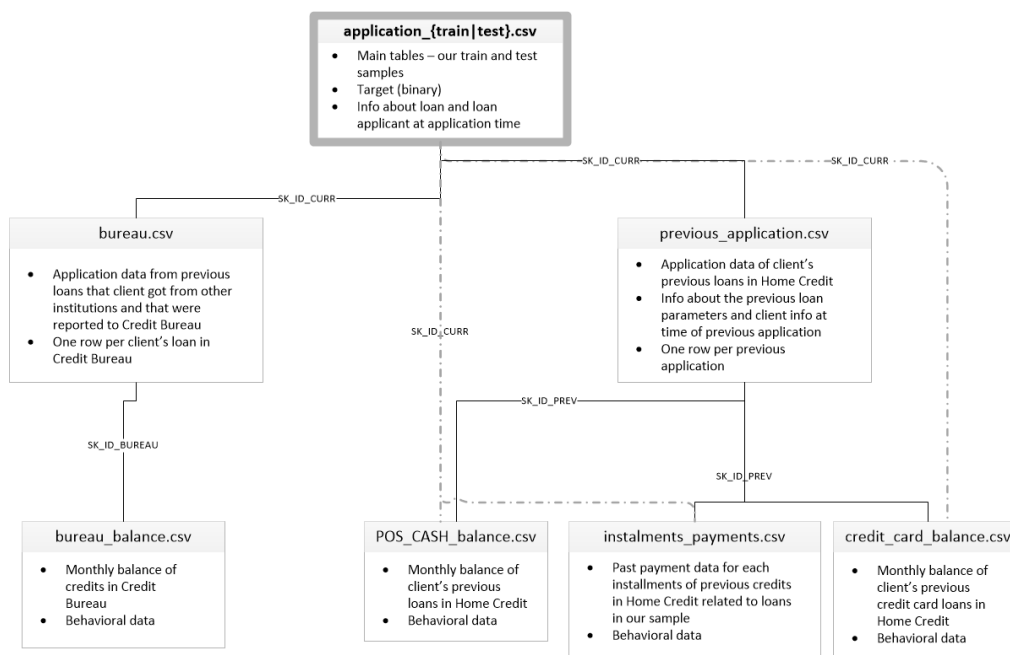 application_{train|test}.csv
Main tables – our train and test
samples
Target (binary)
Info about loan and loan
applicant at application time
SK_ID_CURR
SK_ID_CURR
SK_ID_CURR
bureau.csv
Application data from previous
loans that client got from other
institutions and that were
reported to Credit Bureau
One row per client's loan in
Credit Bureau
previous_application.csv
Application data of client's
previous loans in Home Credit
Info about the previous loan
parameters and client info at
time of previous application
One row per previous
application
SK_ID_CURR
SK_ID_PREV
SK_ID_BUREAU
SK_ID_PREV
bureau_balance.csv
Monthly balance of
credits in Credit
Bureau
Behavioral data
POS_CASH_balance.csv
Monthly balance of
client's previous
loans in Home Credit
Behavioral data
instalments_payments.csv
Past payment data for each
installments of previous credits
in Home Credit related to loans
in our sample
Behavioral data
credit_card_balance.csv
Monthly balance of
client's previous
credit card loans in
Home Credit
Behavioral data